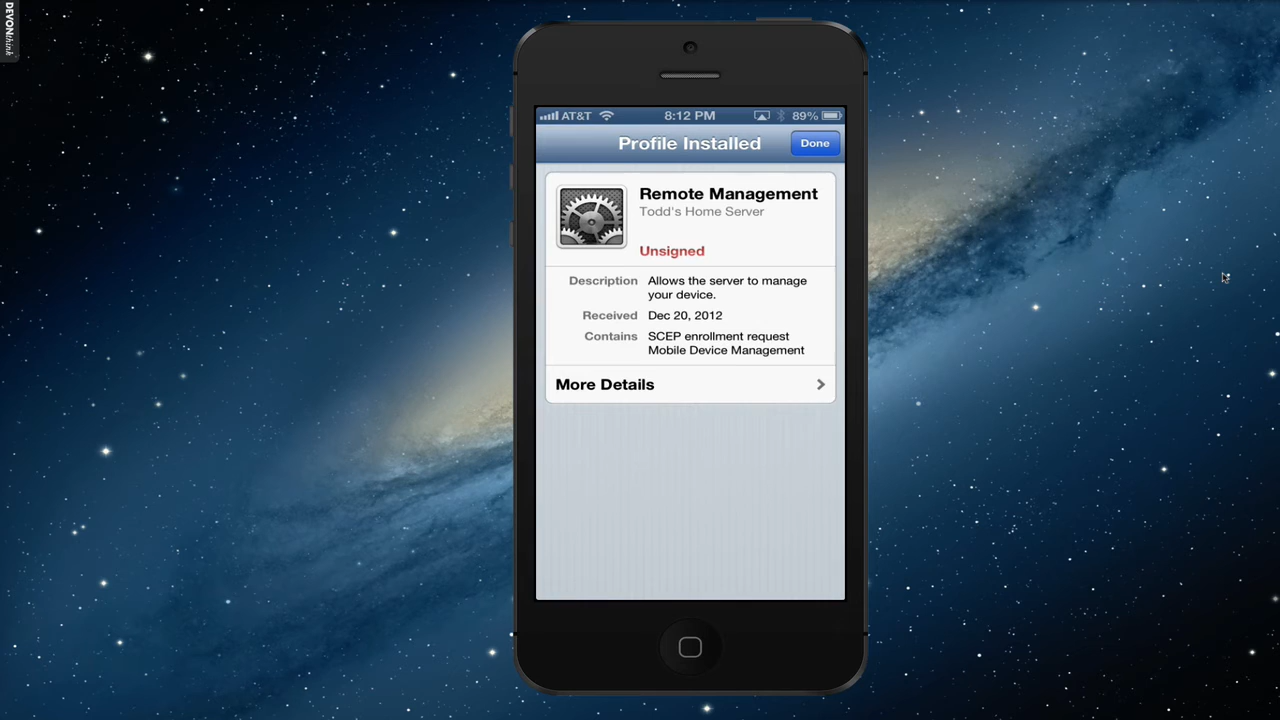 DEVONthink
AT&T 8:12 PM 89%
Profile Installed Done
Remote Management
Todd's Home Server
Unsigned
Description Allows the server to manage
your device.
Received Dec 20, 2012
Contains SCEP enrollment request
Mobile Device Management
More Details